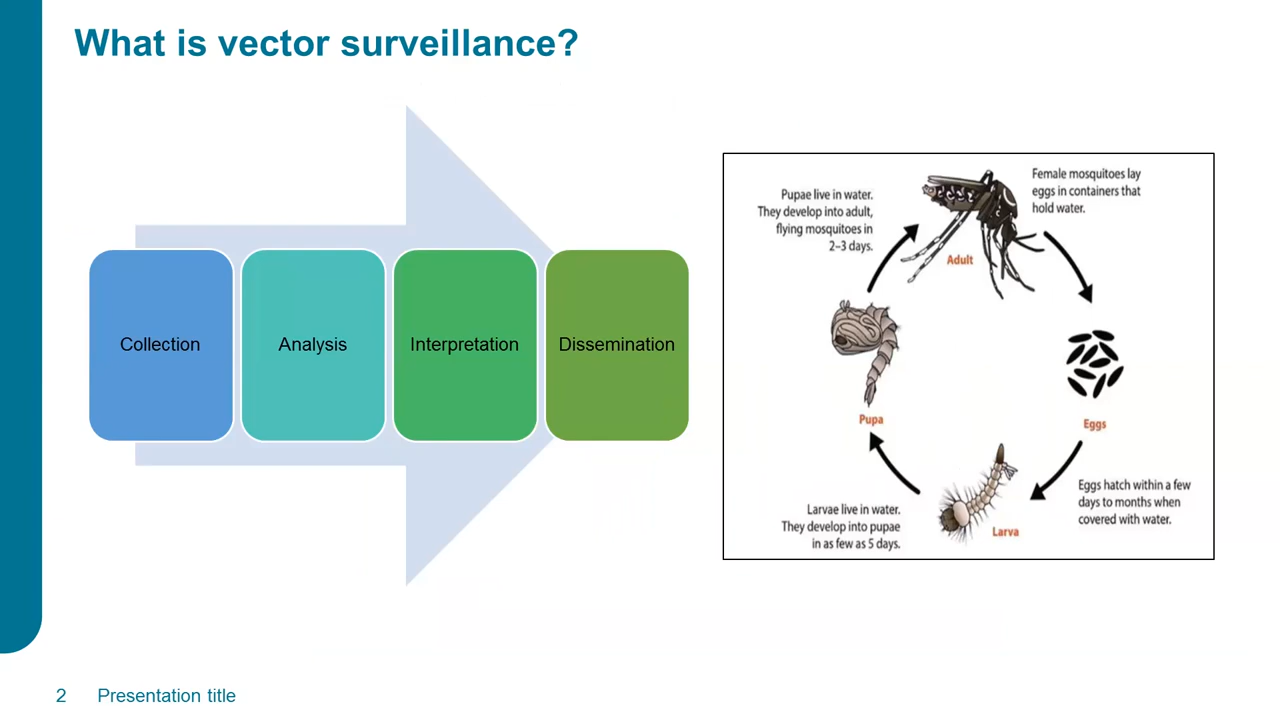 What is vector surveillance?
Collection
Analysis
Interpretation
Dissemination
Pupae live in water.
They develop into adult,
flying mosquitoes in
2–3 days.
Female mosquitoes lay
eggs in containers that
hold water.
Adult
Pupa
Eggs
Larvae live in water.
They develop into pupae
in as few as 5 days.
Larva
Eggs hatch within a few
days to months when
covered with water.
2 Presentation title